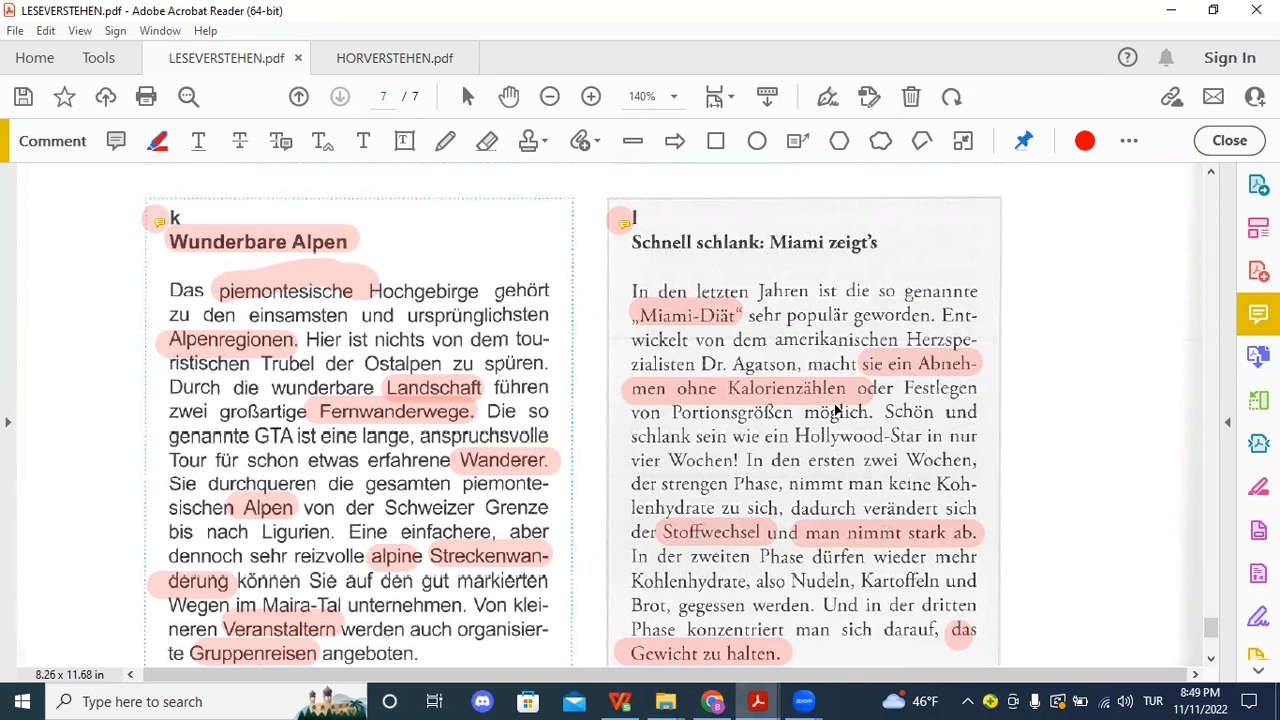 LESEVERSTEHEN.pdf - Adobe Acrobat Reader (64-bit)
File Edit View Sign Window Help
Home Tools LESEVERSTEHEN.pdf × HORVERSTEHEN.pdf Sign In
7 / 7 140%
Comment Close
k
Wunderbare Alpen
Das piemontesische Hochgebirge gehört
zu den einsamsten und ursprünglichsten
Alpenregionen. Hier ist nichts von dem tou-
ristischen Trubel der Ostalpen zu spüren.
Durch die wunderbare Landschaft führen
zwei großartige Fernwanderwege. Die so
genannte GTA ist eine lange, anspruchsvolle
Tour für schon etwas erfahrene Wanderer.
Sie durchqueren die gesamten piemonte-
sischen Alpen von der Schweizer Grenze
bis nach Ligurien. Eine einfachere, aber
dennoch sehr reizvolle alpine Streckenwan-
derung können Sie auf den gut markierten
Wegen im Maira-Tal unternehmen. Von klei-
neren Veranstaltern werden auch organisier-
te Gruppenreisen angeboten.
l
Schnell schlank: Miami zeigt's
In den letzten Jahren ist die so genannte
„Miami-Diät" sehr populär geworden. Ent-
wickelt von dem amerikanischen Herzspe-
zialisten Dr. Agatson, macht sie ein Abneh-
men ohne Kalorienzählen oder Festlegen
von Portionsgrößen möglich. Schön und
schlank sein wie ein Hollywood-Star in nur
vier Wochen! In den ersten zwei Wochen,
der strengen Phase, nimmt man keine Koh-
lenhydrate zu sich, dadurch verändert sich
der Stoffwechsel und man nimmt stark ab.
In der zweiten Phase dürfen wieder mehr
Kohlenhydrate, also Nudeln, Kartoffeln und
Brot, gegessen werden. Und in der dritten
Phase konzentriert man sich darauf, das
Gewicht zu halten.
8.26 x 11.68 in
Type here to search
zoom
46°F
TUR
8:49 PM
11/11/2022